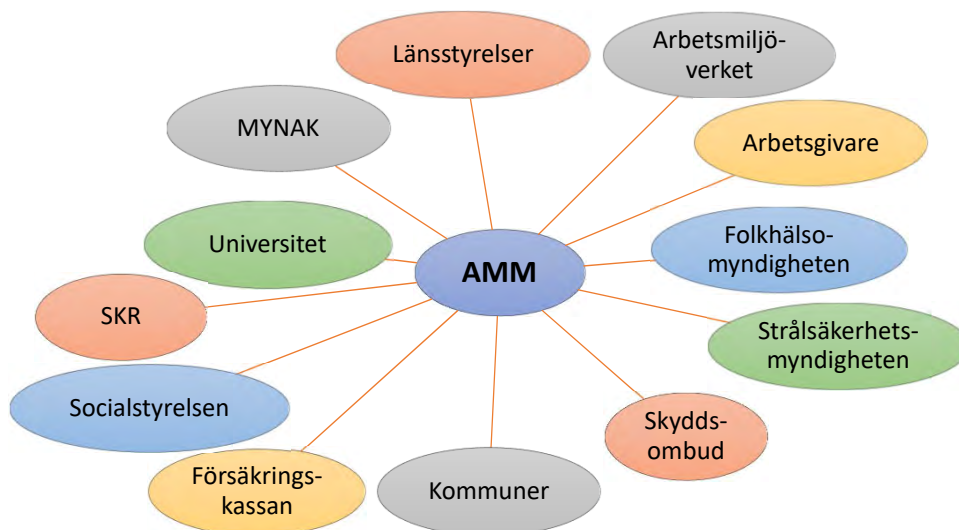 Länsstyrelser
Arbetsmiljö-
verket
MYNAK
Arbetsgivare
Universitet
AMM
Folkhälso-
myndigheten
SKR
Strålsäkerhets-
myndigheten
Socialstyrelsen
Skydds-
ombud
Försäkrings-
kassan
Kommuner